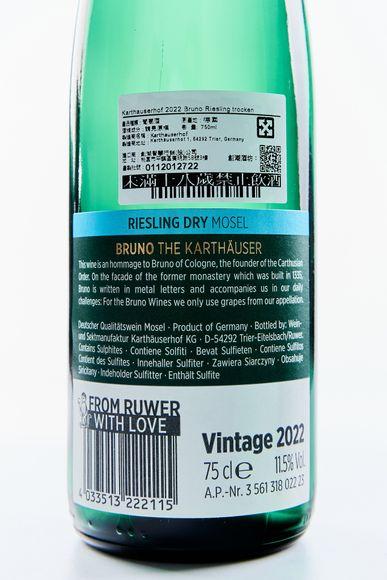 Karthäuserhof 2022 Bruno Riesling trocken
葡萄酒
容量: 750ml
Karthauserhof
54292 Trier, Germany
0112012722
未滿十八歲禁止飲酒
RIESLING DRY MOSEL
BRUNO THE KARTHÄUSER
This wine is an hommage to Bruno of Cologne, the founder of the Carthusian
Order. On the facade of the former monastery which was built in 1335,
Bruno is written in metal letters and accompanies us in our daily
challenges: For the Bruno Wines we only use grapes from our appellation.
Deutscher Qualitätswein Mosel · Product of Germany · Bottled by: Wein-
und Sektmanufaktur Karthäuserhof KG · D-54292 Trier-Eitelsbach/Ruwer.
Contains Sulphites · Contiene Solfiti · Bevat Sulfieten · Contiene Sulfitos
Contient des Sulfites · Innehaller Sulfiter · Zawiera Siarczyny · Obsahuje
Siricitany · Indeholder Sulfitter · Enthält Sulfite
FROM RUWER
WITH LOVE
Vintage 2022
75 cl e 11.5% Vol.
A.P.-Nr. 3 561 318 022 23
4 033513 222115